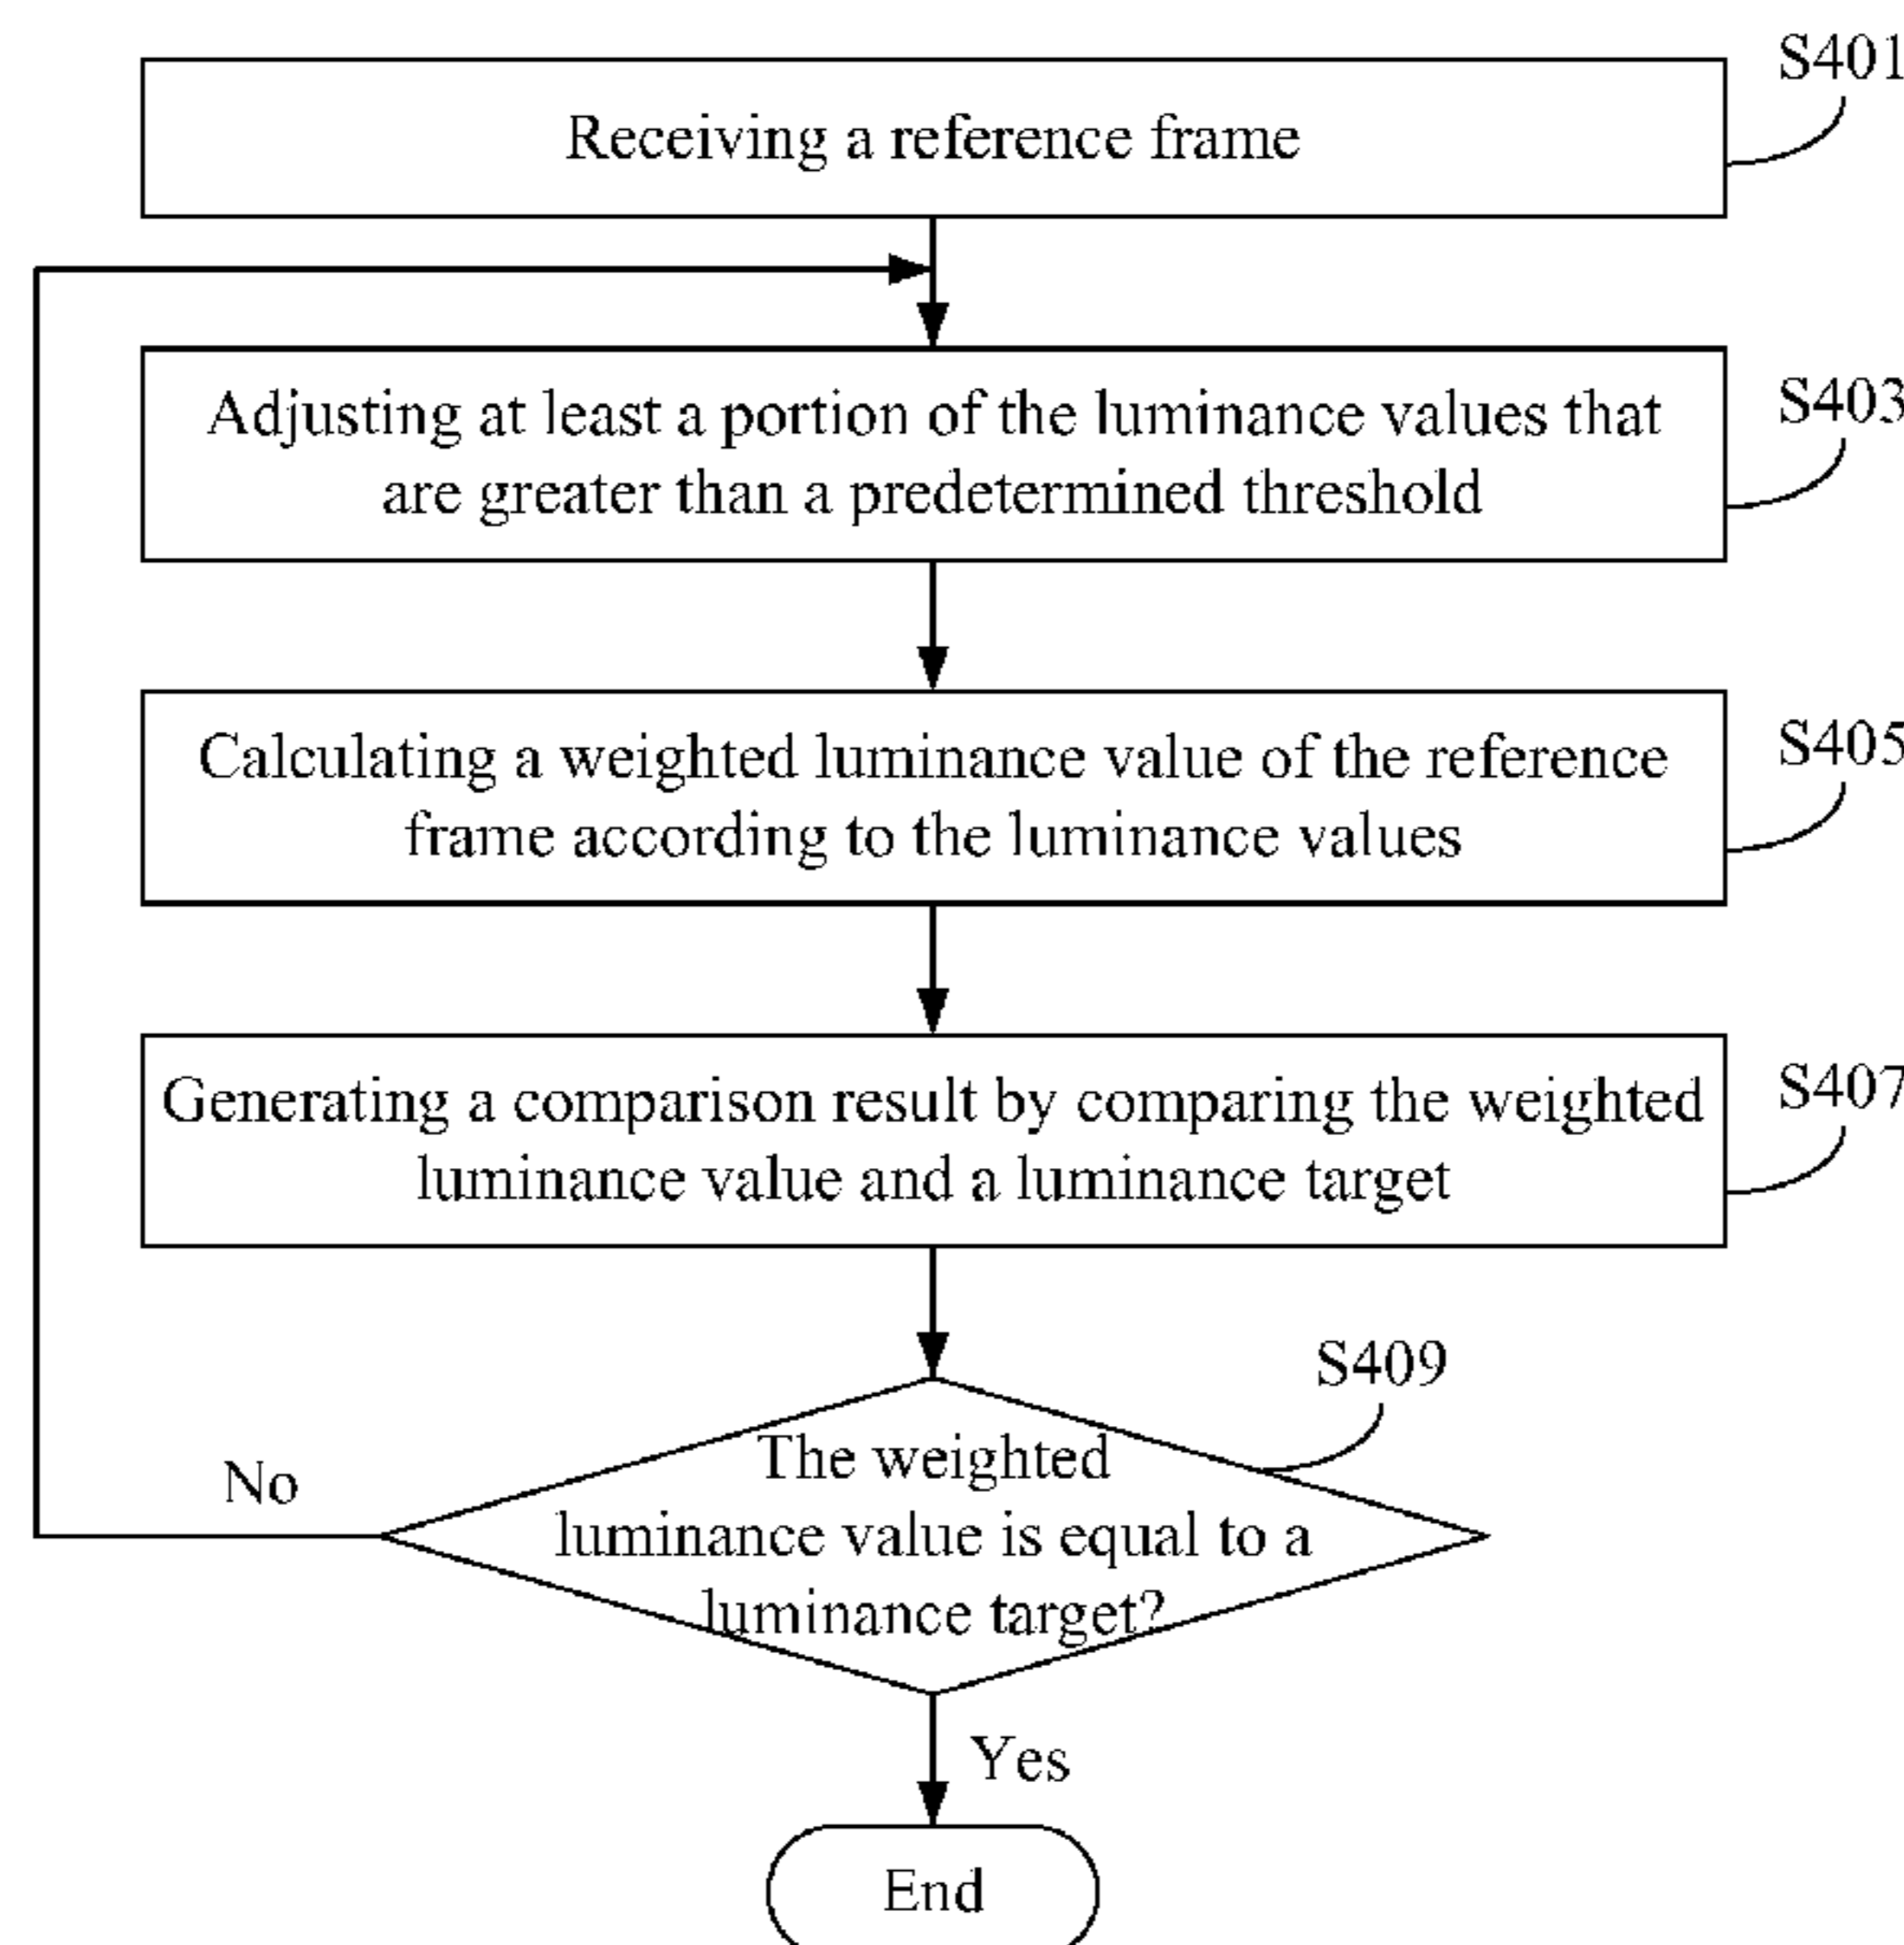 S401
Receiving a reference frame
Adjusting at least a portion of the luminance values that
are greater than a predetermined threshold
S403
Calculating a weighted luminance value of the reference
frame according to the luminance values
S405
Generating a comparison result by comparing the weighted
luminance value and a luminance target
S407
S409
The weighted
luminance value is equal to a
luminance target?
No
Yes
End